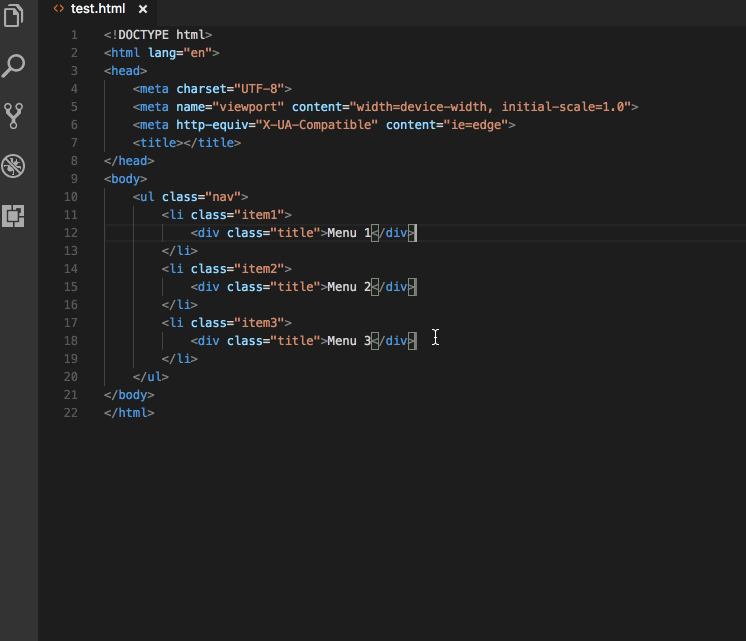 <> test.html ×
1 <!DOCTYPE html>
2 <html lang="en">
3 <head>
4     <meta charset="UTF-8">
5     <meta name="viewport" content="width=device-width, initial-scale=1.0">
6     <meta http-equiv="X-UA-Compatible" content="ie=edge">
7     <title></title>
8 </head>
9 <body>
10     <ul class="nav">
11         <li class="item1">
12             <div class="title">Menu 1</div>
13         </li>
14         <li class="item2">
15             <div class="title">Menu 2</div>
16         </li>
17         <li class="item3">
18             <div class="title">Menu 3</div>
19         </li>
20     </ul>
21 </body>
22 </html>